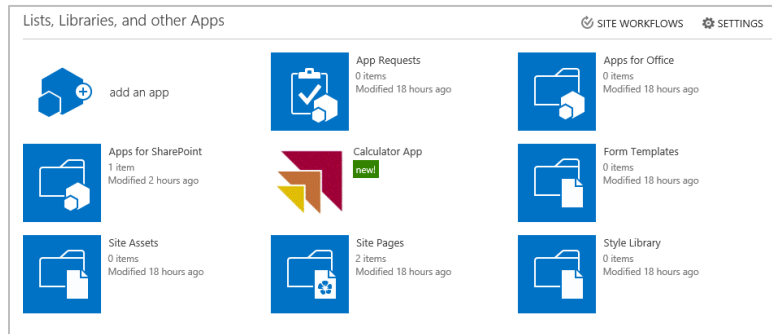 Lists, Libraries, and other Apps
SITE WORKFLOWS
SETTINGS
add an app
App Requests
0 items
Modified 18 hours ago
Apps for Office
0 items
Modified 18 hours ago
Apps for SharePoint
1 item
Modified 2 hours ago
Calculator App
new!
Form Templates
0 items
Modified 18 hours ago
Site Assets
0 items
Modified 18 hours ago
Site Pages
2 items
Modified 18 hours ago
Style Library
0 items
Modified 18 hours ago